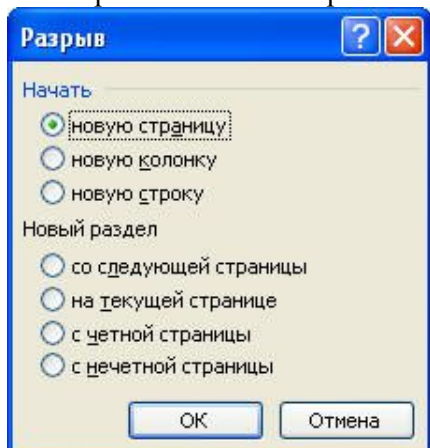 Разрыв
Начать
новую страницу
новую колонку
новую строку
Новый раздел
со следующей страницы
на текущей странице
с четной страницы
с нечетной страницы
ОК Отмена